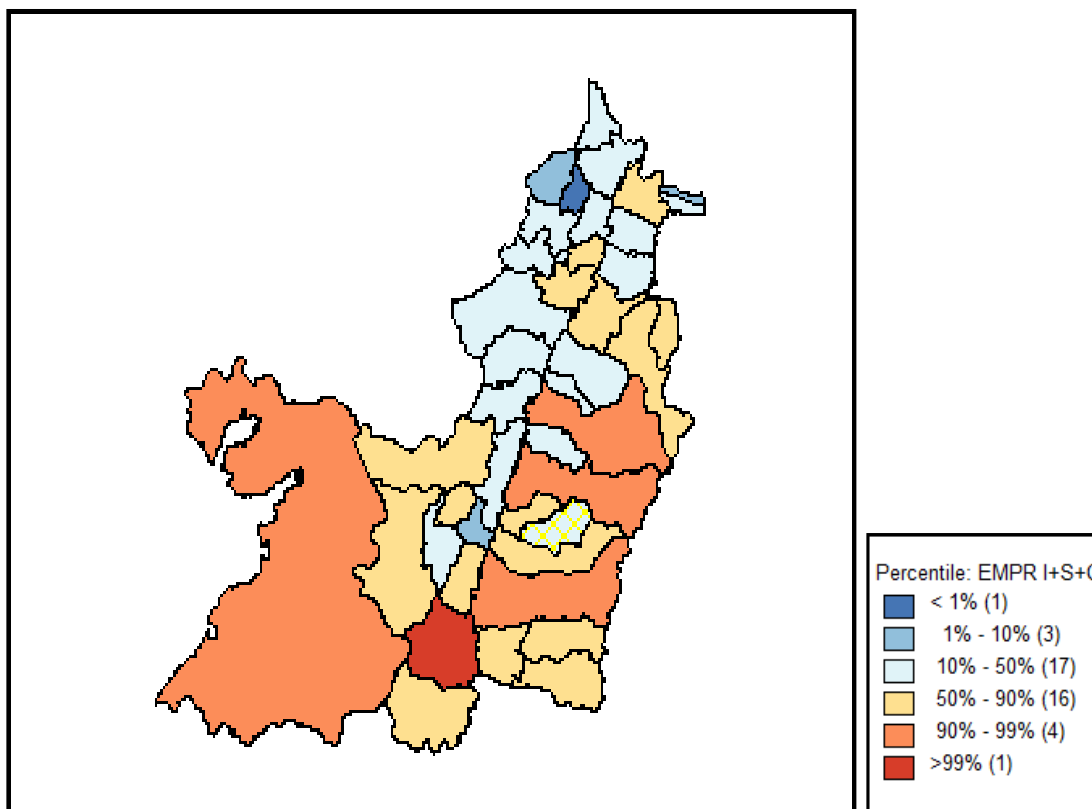 Percentile: EMPR I+S+C
< 1% (1)
1% - 10% (3)
10% - 50% (17)
50% - 90% (16)
90% - 99% (4)
>99% (1)